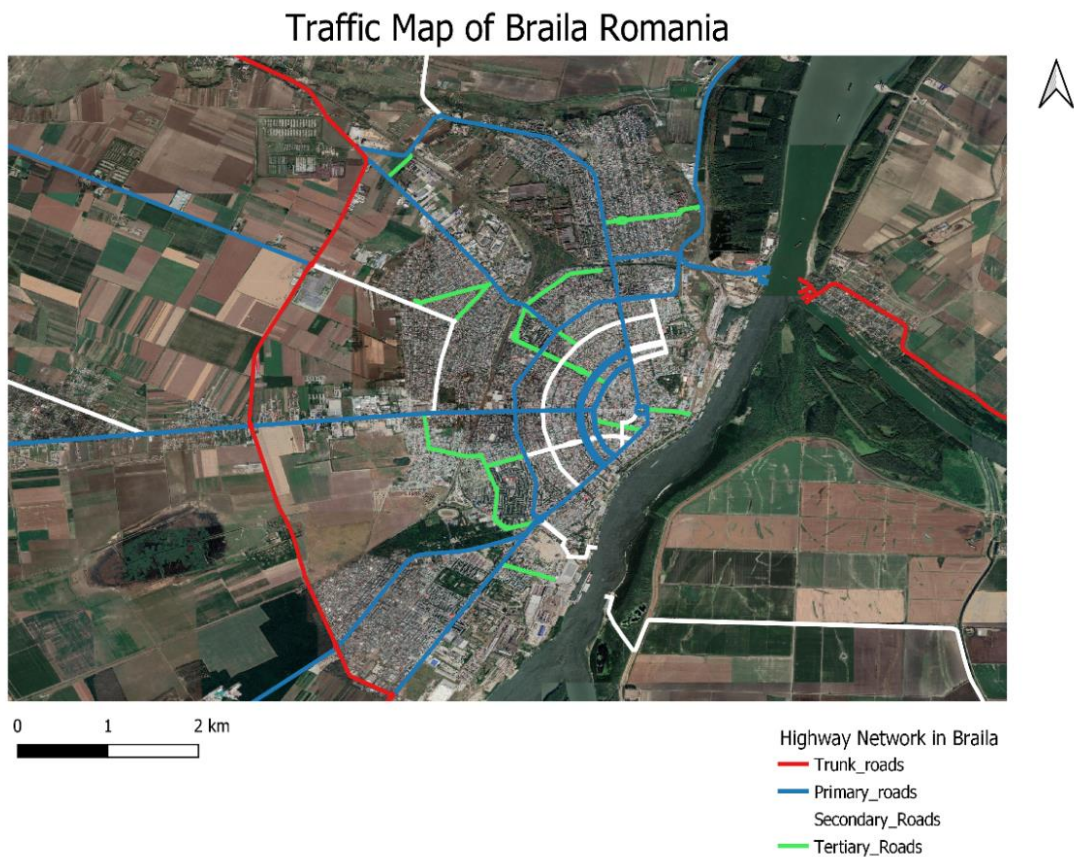 Traffic Map of Braila Romania
0 1 2 km
Highway Network in Braila
Trunk_roads
Primary_roads
Secondary_Roads
Tertiary_Roads